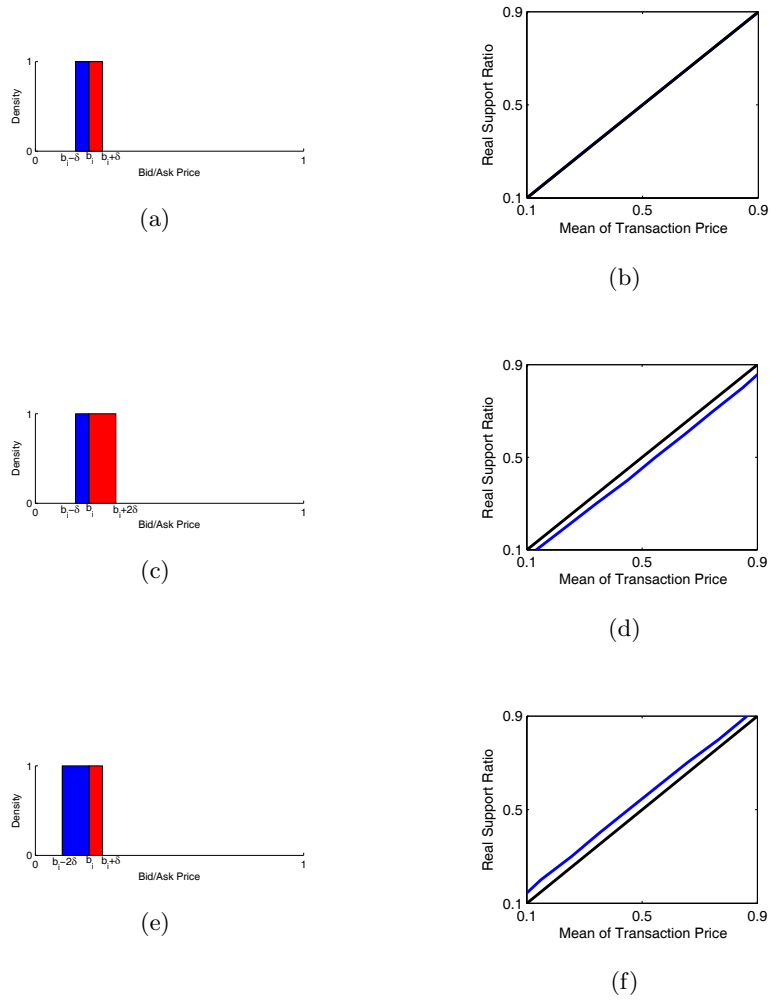 1
Density
0
0
b_i−δ
b_i
b_i+δ
1
Bid/Ask Price
(a)
0.9
Real Support Ratio
0.5
0.1
0.1
0.5
0.9
Mean of Transaction Price
(b)
1
Density
0
0
b_i−δ
b_i
b_i+2δ
1
Bid/Ask Price
(c)
0.9
Real Support Ratio
0.5
0.1
0.1
0.5
0.9
Mean of Transaction Price
(d)
1
Density
0
0
b_i−2δ
b_i
b_i+δ
1
Bid/Ask Price
(e)
0.9
Real Support Ratio
0.5
0.1
0.1
0.5
0.9
Mean of Transaction Price
(f)